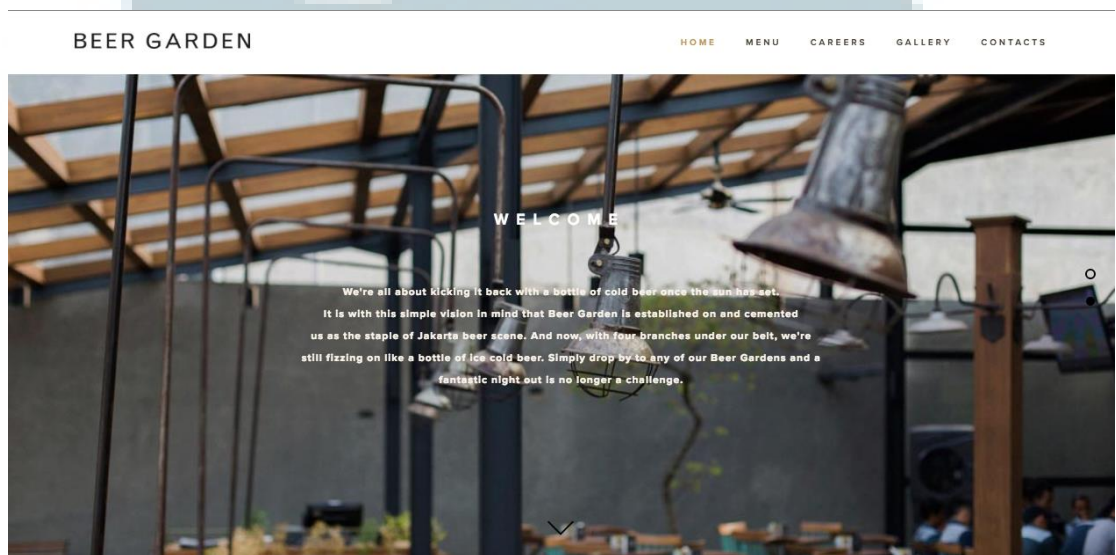 BEER GARDEN
HOME MENU CAREERS GALLERY CONTACTS
WELCOME
We're all about kicking it back with a bottle of cold beer once the sun has set.
It is with this simple vision in mind that Beer Garden is established on and cemented
us as the staple of Jakarta beer scene. And now, with four branches under our belt, we're
still fizzing on like a bottle of ice cold beer. Simply drop by to any of our Beer Gardens and a
fantastic night out is no longer a challenge.